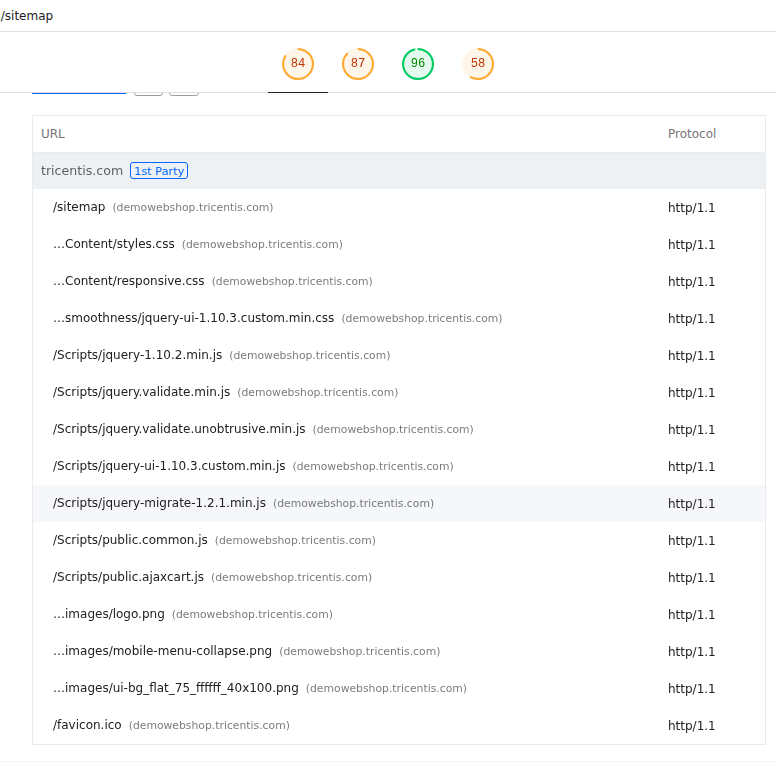 /sitemap
84 87 96 58
URL Protocol
tricentis.com 1st Party
/sitemap (demowebshop.tricentis.com) http/1.1
…Content/styles.css (demowebshop.tricentis.com) http/1.1
…Content/responsive.css (demowebshop.tricentis.com) http/1.1
…smoothness/jquery-ui-1.10.3.custom.min.css (demowebshop.tricentis.com) http/1.1
/Scripts/jquery-1.10.2.min.js (demowebshop.tricentis.com) http/1.1
/Scripts/jquery.validate.min.js (demowebshop.tricentis.com) http/1.1
/Scripts/jquery.validate.unobtrusive.min.js (demowebshop.tricentis.com) http/1.1
/Scripts/jquery-ui-1.10.3.custom.min.js (demowebshop.tricentis.com) http/1.1
/Scripts/jquery-migrate-1.2.1.min.js (demowebshop.tricentis.com) http/1.1
/Scripts/public.common.js (demowebshop.tricentis.com) http/1.1
/Scripts/public.ajaxcart.js (demowebshop.tricentis.com) http/1.1
…images/logo.png (demowebshop.tricentis.com) http/1.1
…images/mobile-menu-collapse.png (demowebshop.tricentis.com) http/1.1
…images/ui-bg_flat_75_ffffff_40x100.png (demowebshop.tricentis.com) http/1.1
/favicon.ico (demowebshop.tricentis.com) http/1.1